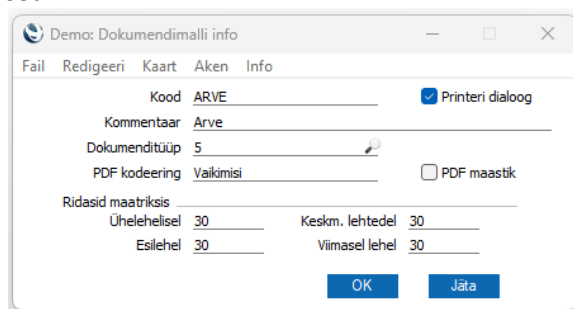 Demo: Dokumendimalli info
Fail Redigeeri Kaart Aken Info
Kood ARVE Printeri dialoog
Kommentaar Arve
Dokumenditüüp 5
PDF kodeering Vaikimisi PDF maastik
Ridasid maatriksis
Ühelehelisel 30 Keskm. lehtedel 30
Esilehel 30 Viimasel lehel 30
OK Jäta